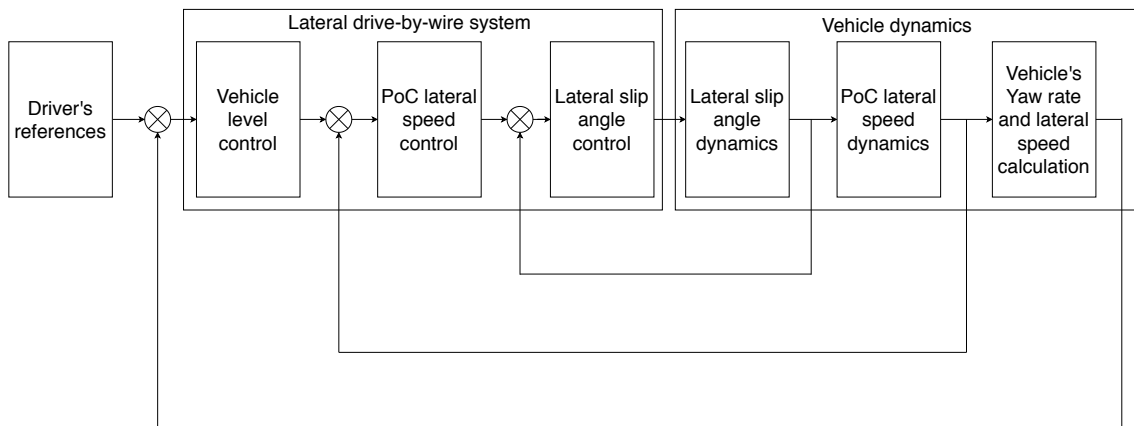 Lateral drive-by-wire system
Vehicle dynamics
Driver's
references
Vehicle
level
control
PoC lateral
speed
control
Lateral slip
angle
control
Lateral slip
angle
dynamics
PoC lateral
speed
dynamics
Vehicle's
Yaw rate
and lateral
speed
calculation